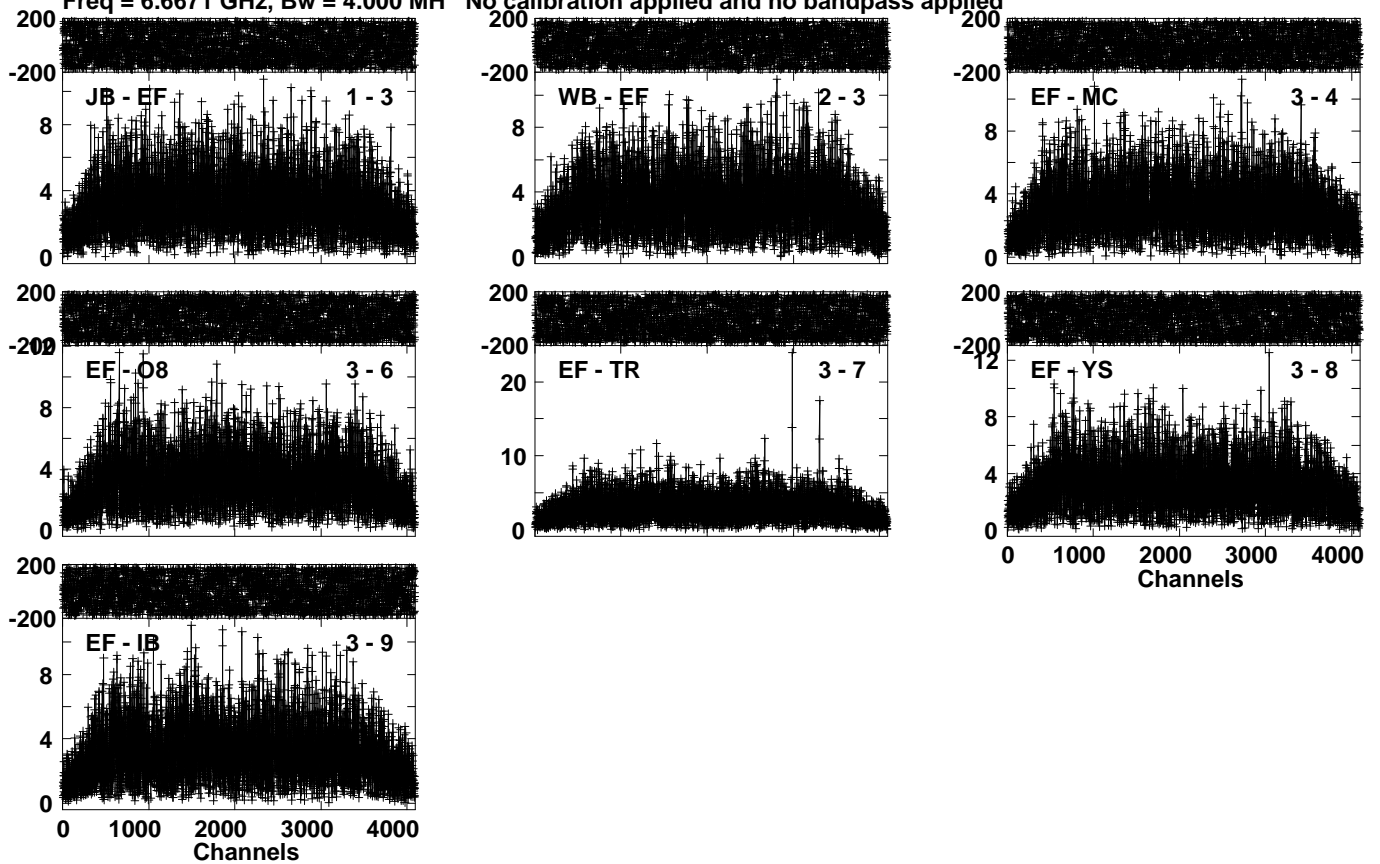 Freq = 6.6671 GHz, Bw = 4.000 MH No calibration applied and no bandpass applied
200 200 200
-200 -200 -200
JB - EF 1 - 3 WB - EF 2 - 3 EF - MC 3 - 4
8 8 8
4 4 4
0 0 0
200 200 200
-200 -200 -200
12 12
EF - O8 3 - 6 EF - TR 3 - 7 EF - YS 3 - 8
8 20 8
4 10 4
0 0 0
0 1000 2000 3000 4000
Channels
200
-200
EF - IB 3 - 9
8
4
0
0 1000 2000 3000 4000
Channels